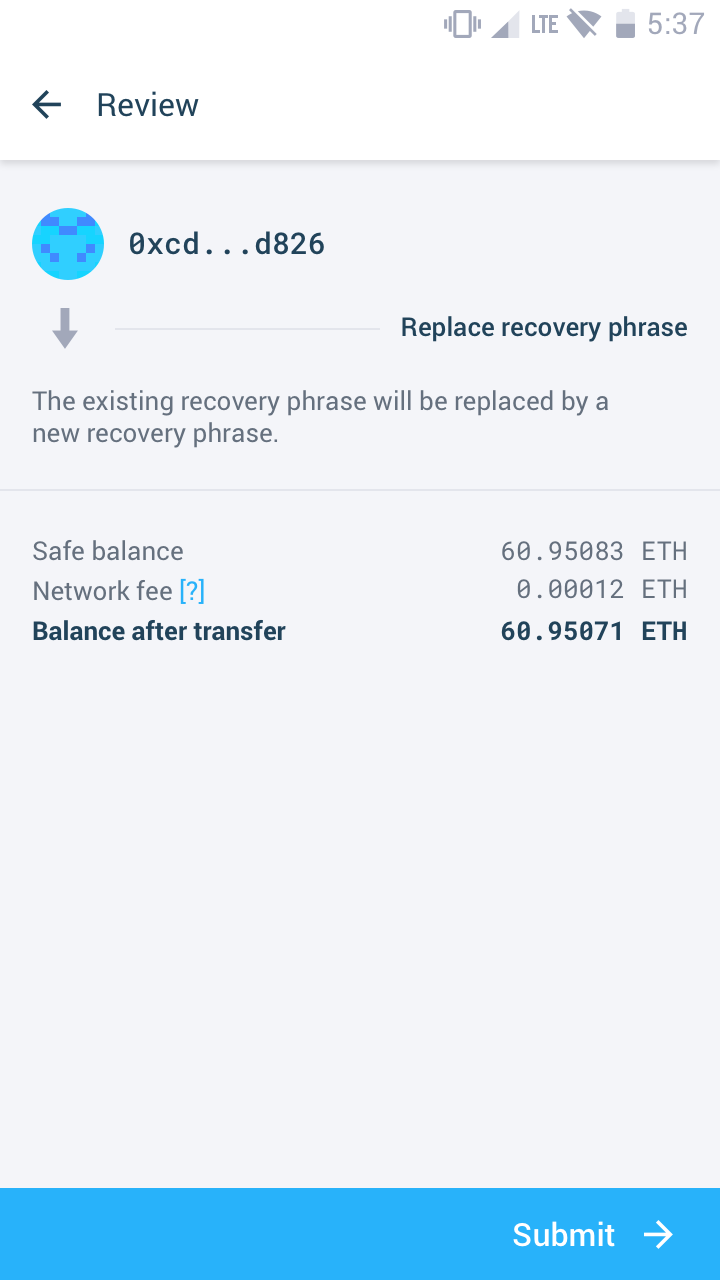 LTE 5:37
Review
0xcd...d826
Replace recovery phrase
The existing recovery phrase will be replaced by a
new recovery phrase.
Safe balance 60.95083 ETH
Network fee [?] 0.00012 ETH
Balance after transfer 60.95071 ETH
Submit